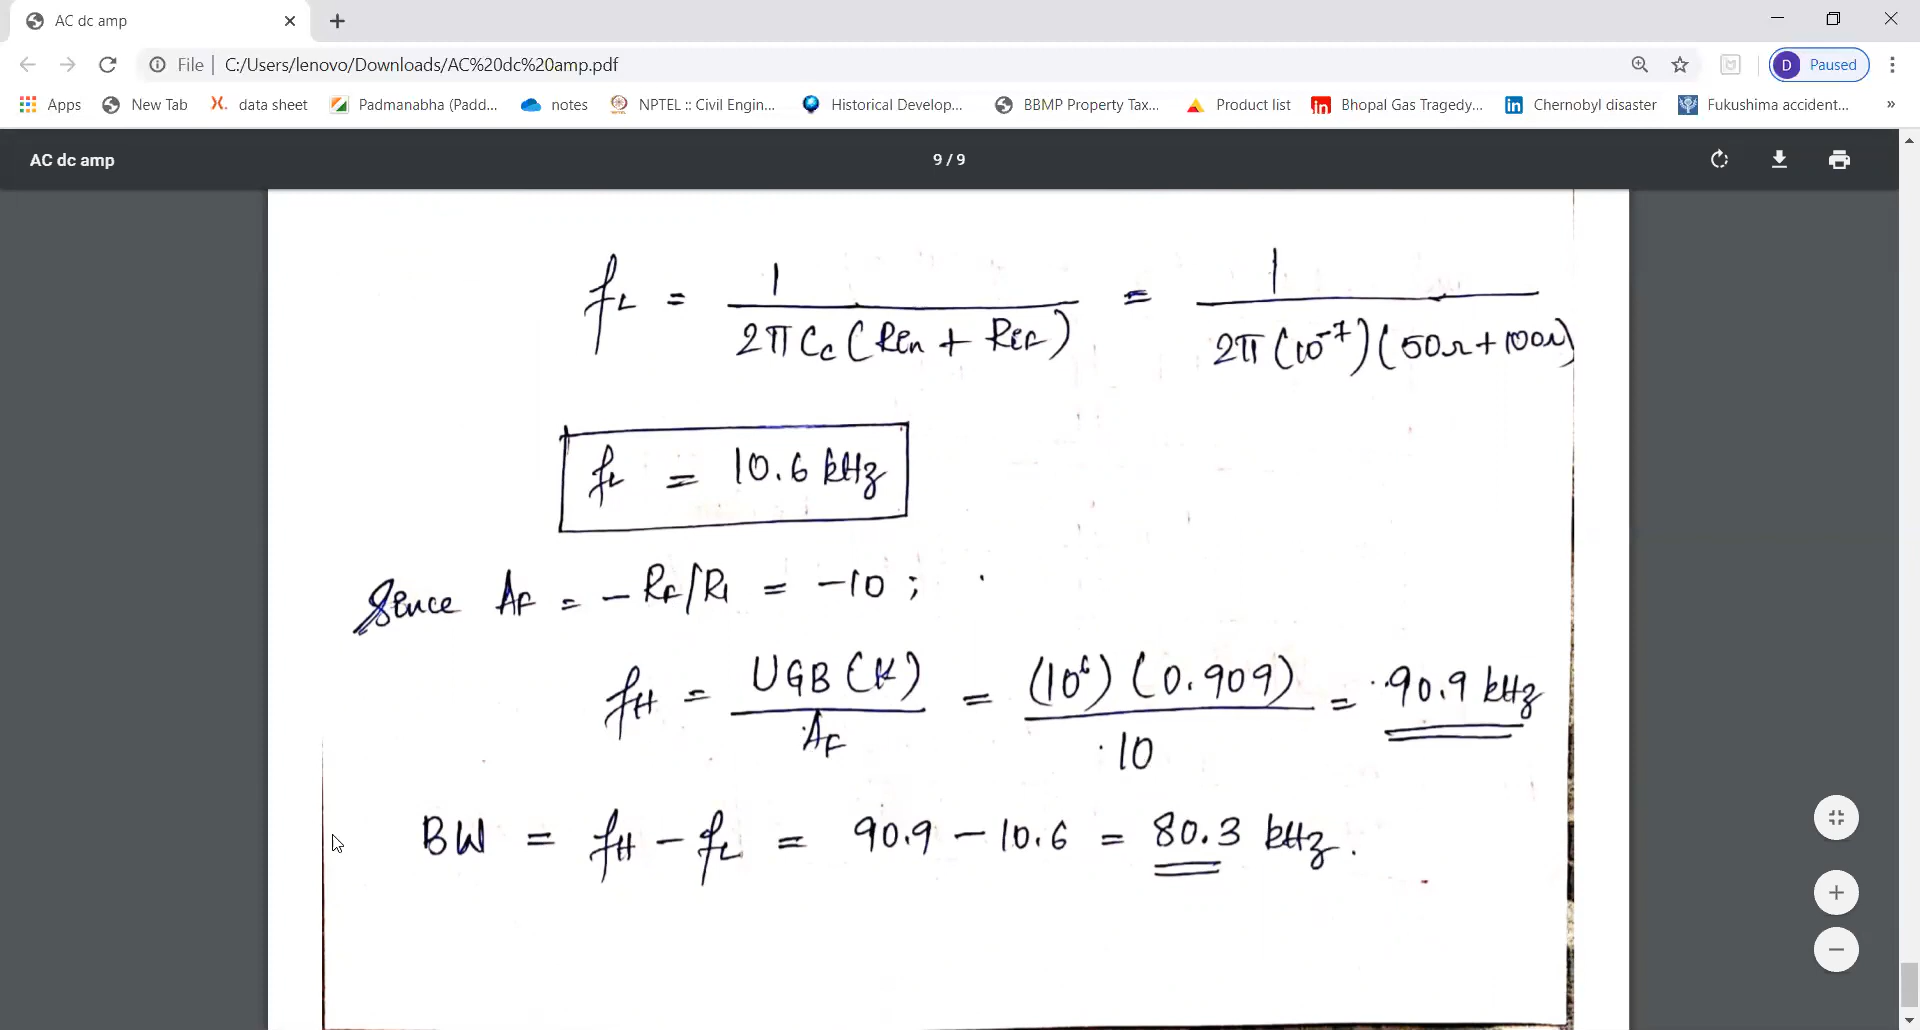 AC dc amp
File | C:/Users/lenovo/Downloads/AC%20dc%20amp.pdf
D Paused
Apps New Tab data sheet Padmanabha (Padd... notes NPTEL :: Civil Engin... Historical Develop... BBMP Property Tax... Product list Bhopal Gas Tragedy... Chernobyl disaster Fukushima accident... »
AC dc amp 9 / 9
fL = 1 / 2π Cc (Rin + RiF) = 1 / 2π (10⁻⁷) (50Ω + 100Ω)
fL = 10.6 kHz
Since AF = - RF/R1 = -10 ;
fH = UGB (K) / AF = (10⁶) (0.909) / 10 = 90.9 kHz
BW = fH - fL = 90.9 - 10.6 = 80.3 kHz.